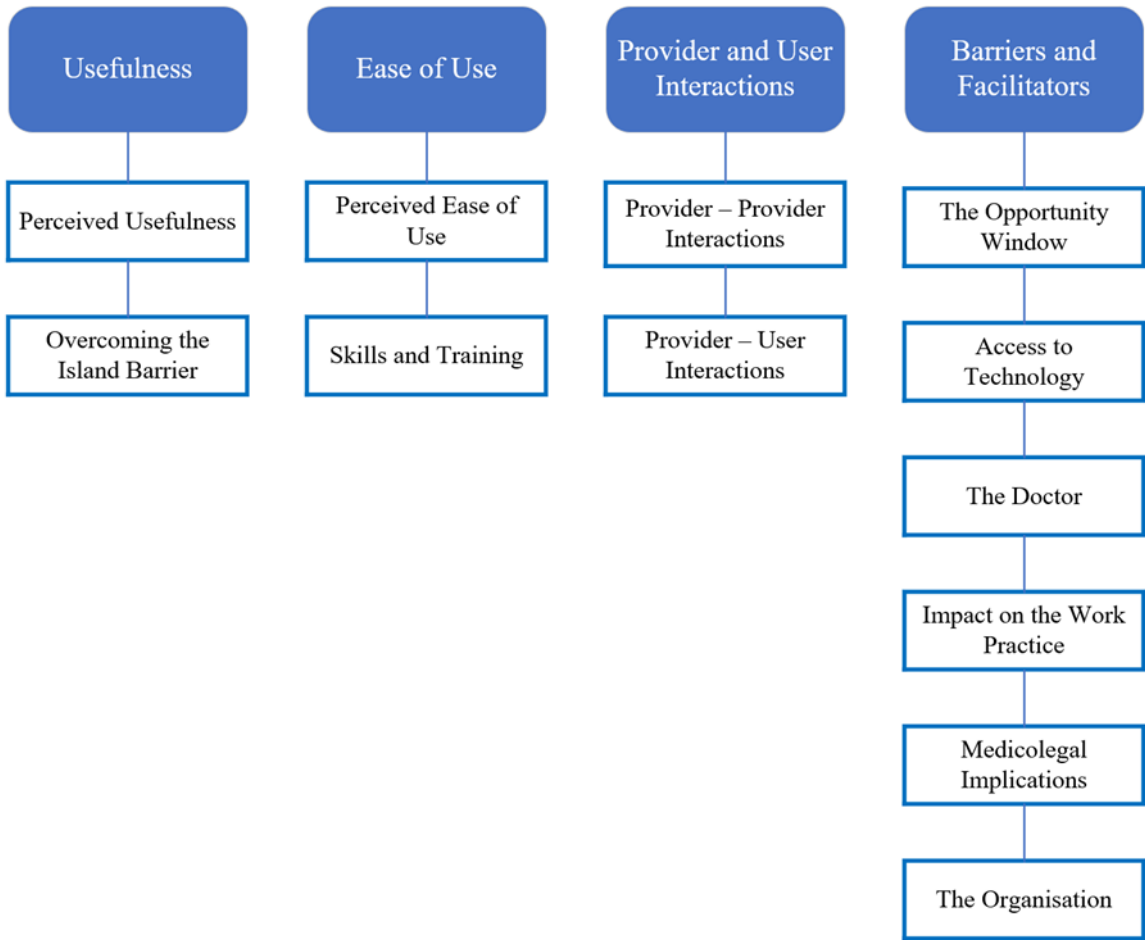 Usefulness
Perceived Usefulness
Overcoming the
Island Barrier
Ease of Use
Perceived Ease of
Use
Skills and Training
Provider and User
Interactions
Provider – Provider
Interactions
Provider – User
Interactions
Barriers and
Facilitators
The Opportunity
Window
Access to
Technology
The Doctor
Impact on the Work
Practice
Medicolegal
Implications
The Organisation